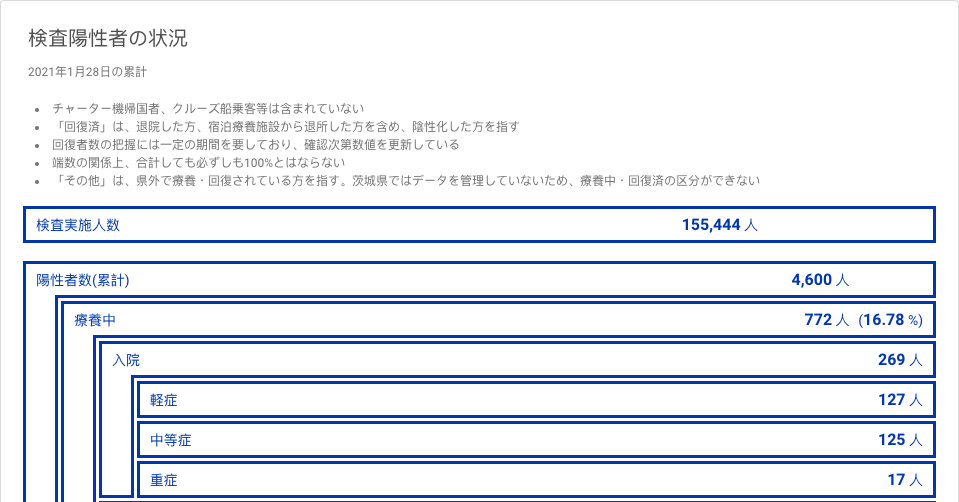 検査陽性者の状況
2021年1月28日の累計
• チャーター機帰国者、クルーズ船乗客等は含まれていない
• 「回復済」は、退院した方、宿泊療養施設から退所した方を含め、陰性化した方を指す
• 回復者数の把握には一定の期間を要しており、確認次第数値を更新している
• 端数の関係上、合計しても必ずしも100%とはならない
• 「その他」は、県外で療養・回復されている方を指す。茨城県ではデータを管理していないため、療養中・回復済の区分ができない
検査実施人数 155,444 人
陽性者数(累計) 4,600 人
療養中 772 人 (16.78 %)
入院 269 人
軽症 127 人
中等症 125 人
重症 17 人